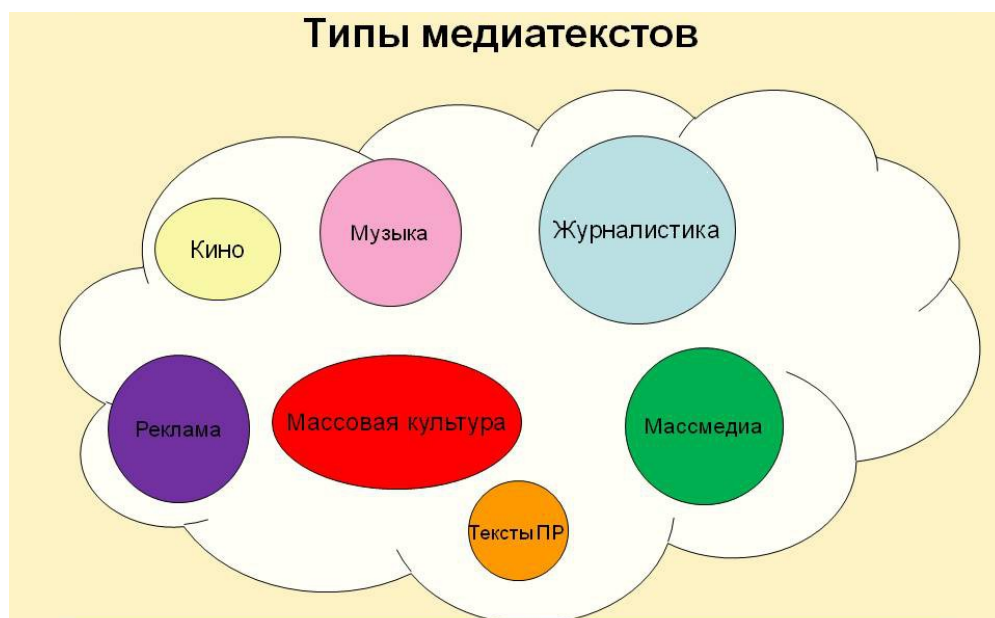 Типы медиатекстов
Кино
Музыка
Журналистика
Реклама
Массовая культура
Массмедиа
Тексты ПР